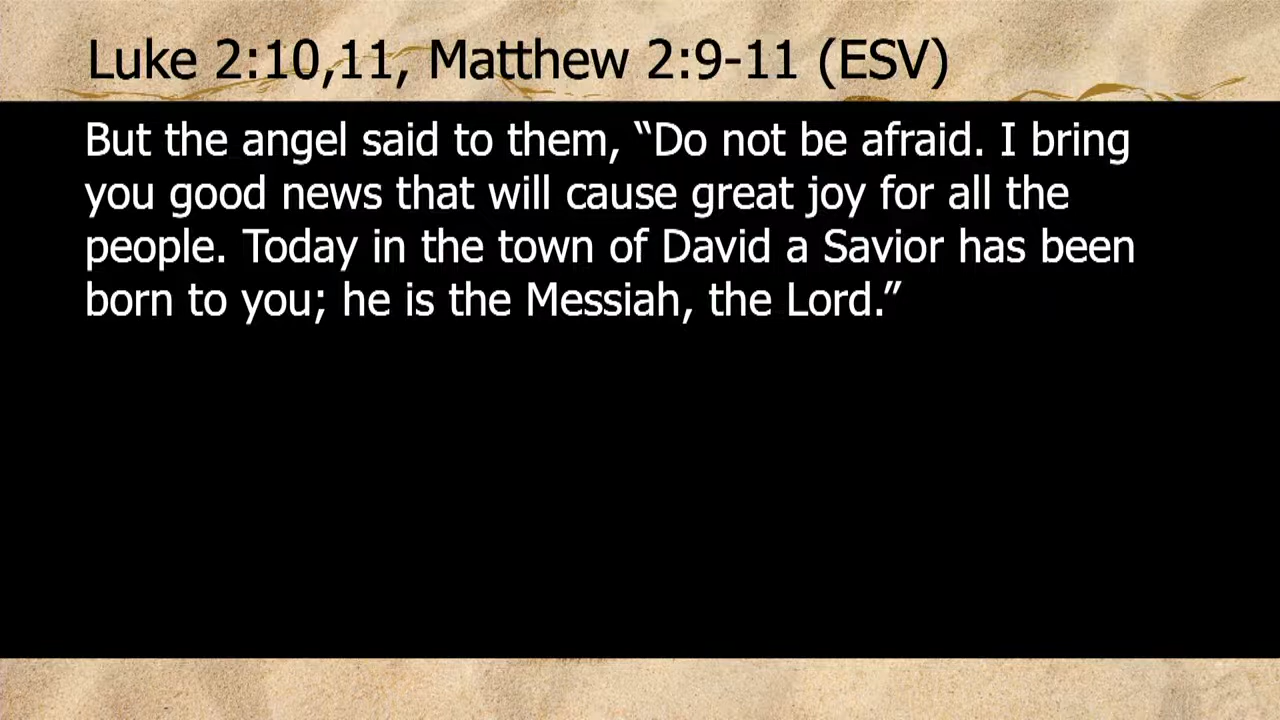 Luke 2:10,11, Matthew 2:9-11 (ESV)
But the angel said to them, “Do not be afraid. I bring
you good news that will cause great joy for all the
people. Today in the town of David a Savior has been
born to you; he is the Messiah, the Lord.”